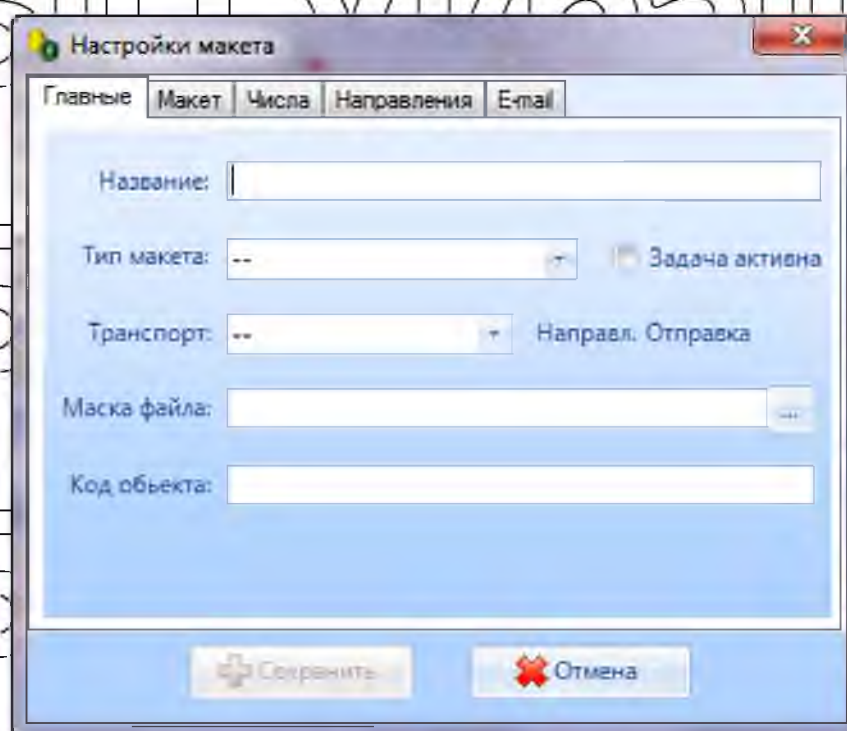 Настройки макета
Главные Макет Числа Направления E-mail
Название:
Тип макета: -- Задача активна
Транспорт: -- Направл. Отправка
Маска файла: ...
Код обьекта:
Сохранить Отмена